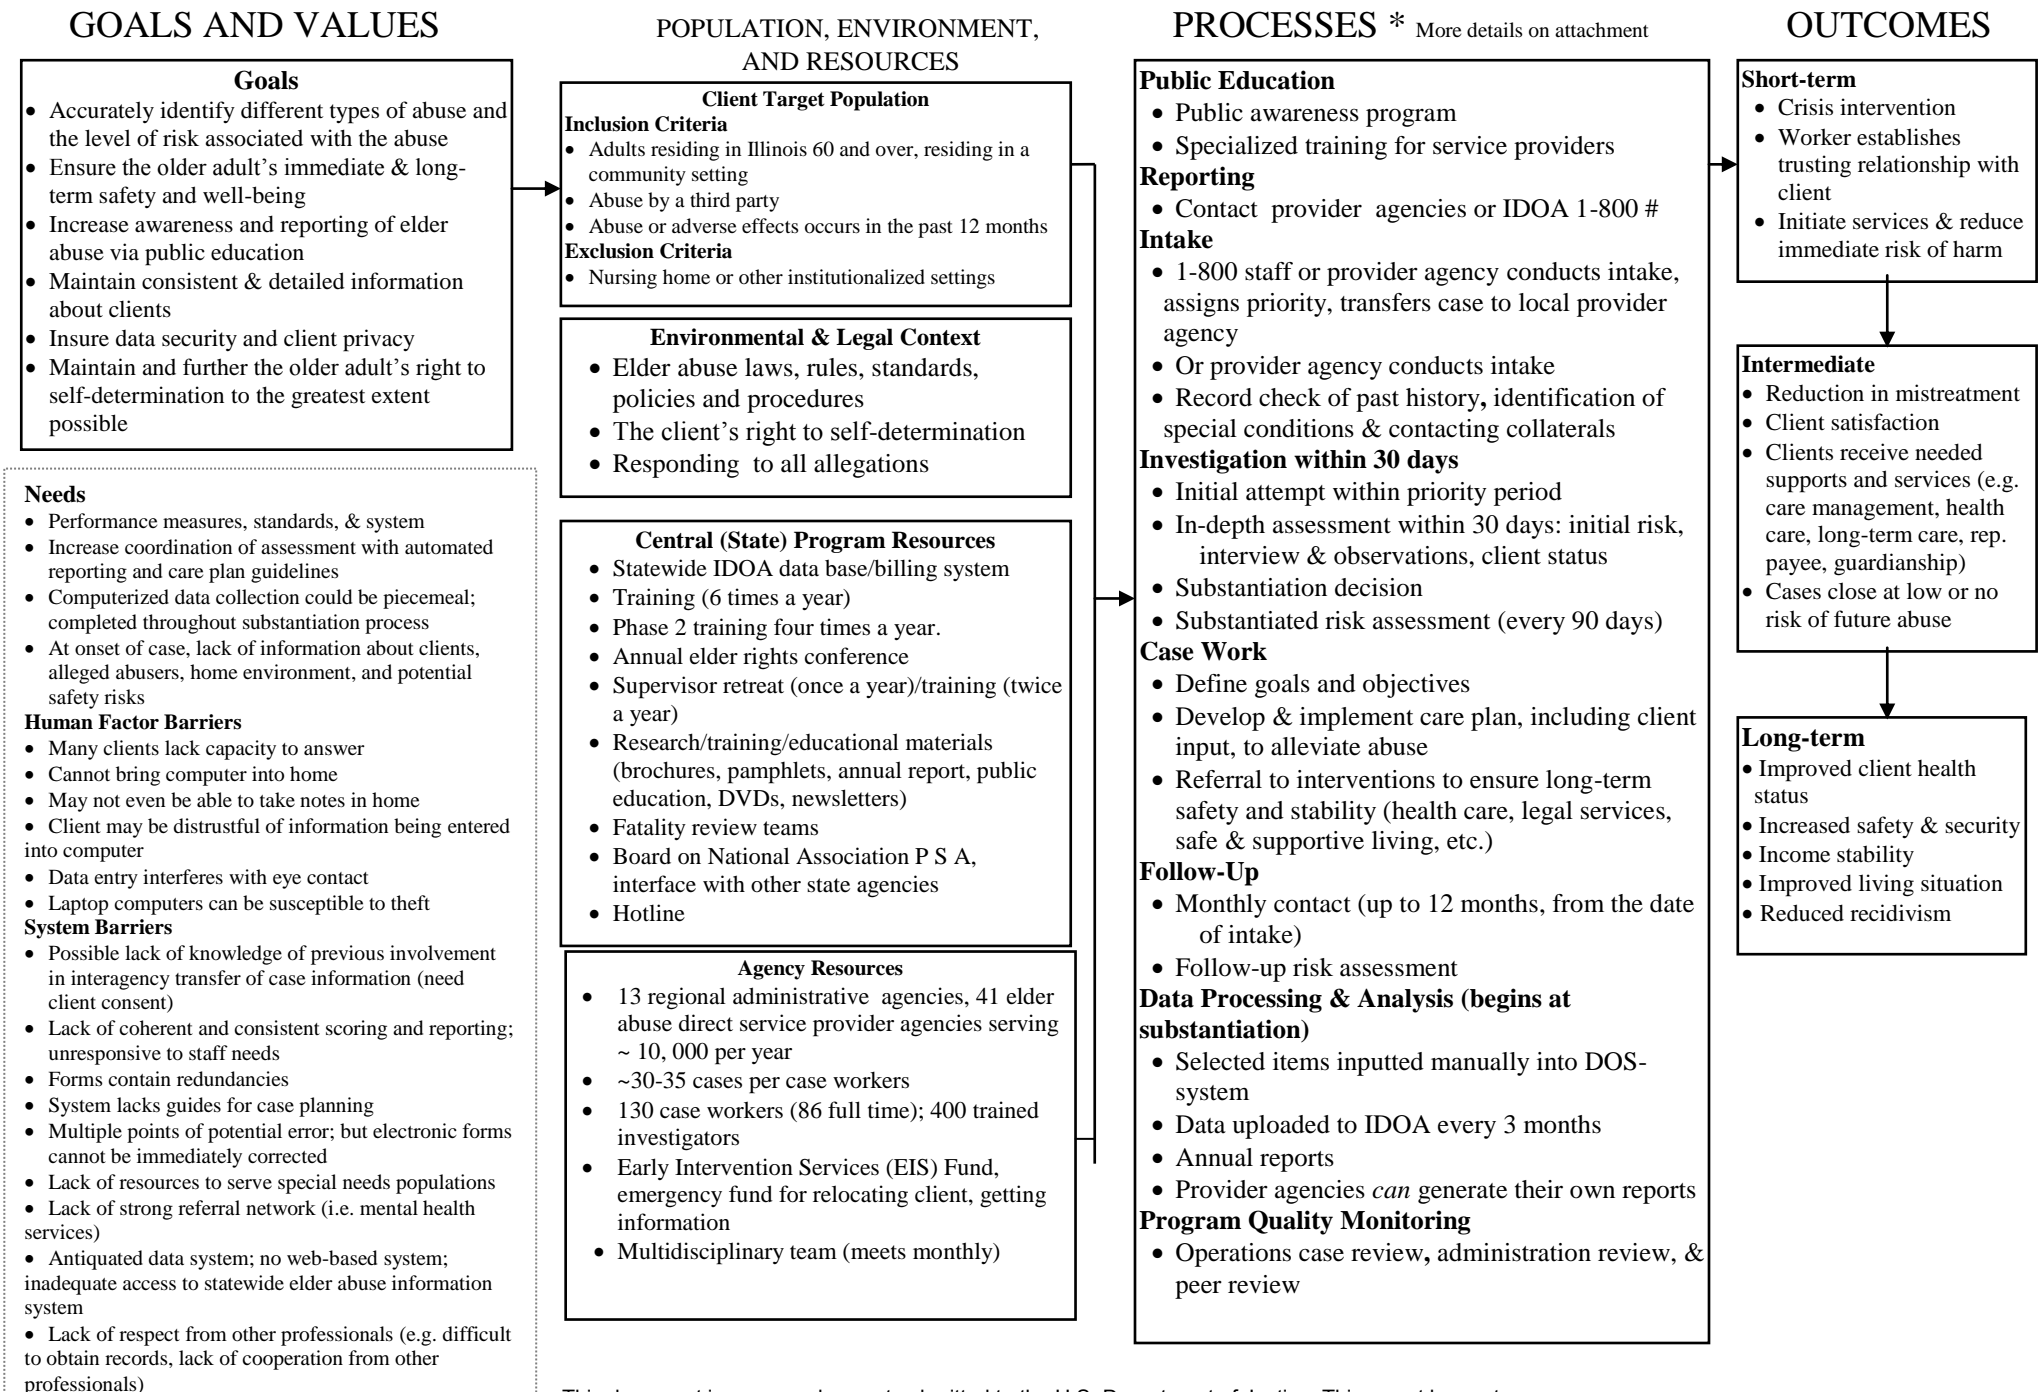 GOALS AND VALUES
Goals
• Accurately identify different types of abuse and
the level of risk associated with the abuse
• Ensure the older adult's immediate & long-
term safety and well-being
• Increase awareness and reporting of elder
abuse via public education
• Maintain consistent & detailed information
about clients
• Insure data security and client privacy
• Maintain and further the older adult's right to
self-determination to the greatest extent
possible
Needs
• Performance measures, standards, & system
• Increase coordination of assessment with automated
reporting and care plan guidelines
• Computerized data collection could be piecemeal;
completed throughout substantiation process
• At onset of case, lack of information about clients,
alleged abusers, home environment, and potential
safety risks
Human Factor Barriers
• Many clients lack capacity to answer
• Cannot bring computer into home
• May not even be able to take notes in home
• Client may be distrustful of information being entered
into computer
• Data entry interferes with eye contact
• Laptop computers can be susceptible to theft
System Barriers
• Possible lack of knowledge of previous involvement
in interagency transfer of case information (need
client consent)
• Lack of coherent and consistent scoring and reporting;
unresponsive to staff needs
• Forms contain redundancies
• System lacks guides for case planning
• Multiple points of potential error; but electronic forms
cannot be immediately corrected
• Lack of resources to serve special needs populations
• Lack of strong referral network (i.e. mental health
services)
• Antiquated data system; no web-based system;
inadequate access to statewide elder abuse information
system
• Lack of respect from other professionals (e.g. difficult
to obtain records, lack of cooperation from other
professionals)
POPULATION, ENVIRONMENT,
AND RESOURCES
Client Target Population
Inclusion Criteria
• Adults residing in Illinois 60 and over, residing in a
community setting
• Abuse by a third party
• Abuse or adverse effects occurs in the past 12 months
Exclusion Criteria
• Nursing home or other institutionalized settings
Environmental & Legal Context
• Elder abuse laws, rules, standards,
policies and procedures
• The client's right to self-determination
• Responding to all allegations
Central (State) Program Resources
• Statewide IDOA data base/billing system
• Training (6 times a year)
• Phase 2 training four times a year.
• Annual elder rights conference
• Supervisor retreat (once a year)/training (twice
a year)
• Research/training/educational materials
(brochures, pamphlets, annual report, public
education, DVDs, newsletters)
• Fatality review teams
• Board on National Association P S A,
interface with other state agencies
• Hotline
Agency Resources
• 13 regional administrative agencies, 41 elder
abuse direct service provider agencies serving
~ 10, 000 per year
• ~30-35 cases per case workers
• 130 case workers (86 full time); 400 trained
investigators
• Early Intervention Services (EIS) Fund,
emergency fund for relocating client, getting
information
• Multidisciplinary team (meets monthly)
PROCESSES * More details on attachment
Public Education
• Public awareness program
• Specialized training for service providers
Reporting
• Contact provider agencies or IDOA 1-800 #
Intake
• 1-800 staff or provider agency conducts intake,
assigns priority, transfers case to local provider
agency
• Or provider agency conducts intake
• Record check of past history, identification of
special conditions & contacting collaterals
Investigation within 30 days
• Initial attempt within priority period
• In-depth assessment within 30 days: initial risk,
interview & observations, client status
• Substantiation decision
• Substantiated risk assessment (every 90 days)
Case Work
• Define goals and objectives
• Develop & implement care plan, including client
input, to alleviate abuse
• Referral to interventions to ensure long-term
safety and stability (health care, legal services,
safe & supportive living, etc.)
Follow-Up
• Monthly contact (up to 12 months, from the date
of intake)
• Follow-up risk assessment
Data Processing & Analysis (begins at
substantiation)
• Selected items inputted manually into DOS-
system
• Data uploaded to IDOA every 3 months
• Annual reports
• Provider agencies can generate their own reports
Program Quality Monitoring
• Operations case review, administration review, &
peer review
OUTCOMES
Short-term
• Crisis intervention
• Worker establishes
trusting relationship with
client
• Initiate services & reduce
immediate risk of harm
Intermediate
• Reduction in mistreatment
• Client satisfaction
• Clients receive needed
supports and services (e.g.
care management, health
care, long-term care, rep.
payee, guardianship)
• Cases close at low or no
risk of future abuse
Long-term
• Improved client health
status
• Increased safety & security
• Income stability
• Improved living situation
• Reduced recidivism